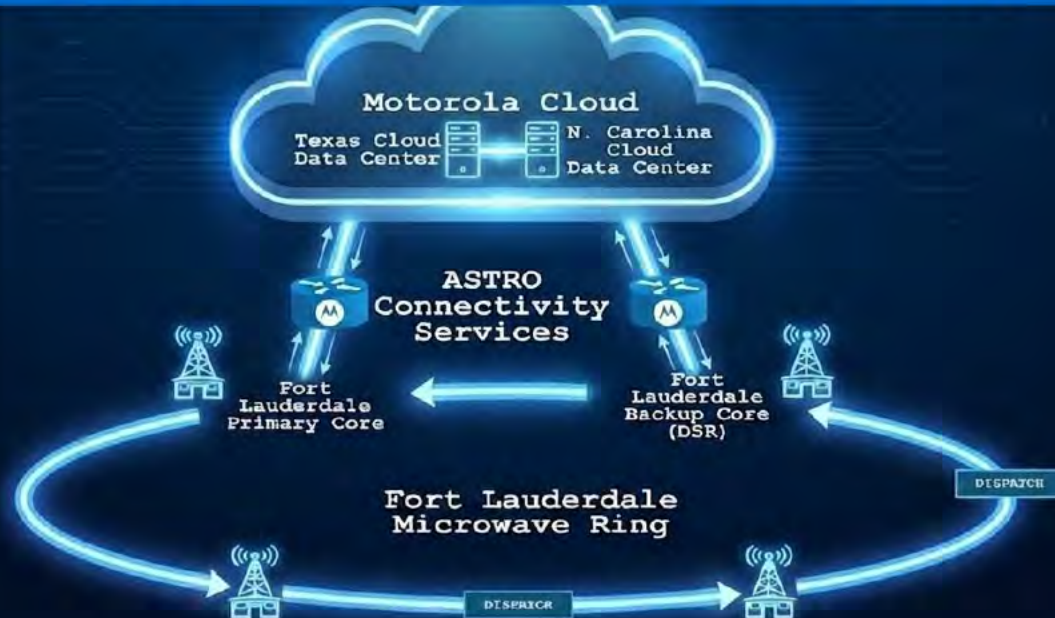 Motorola Cloud
Texas Cloud
Data Center
N. Carolina
Cloud
Data Center
ASTRO
Connectivity
Services
Fort
Lauderdale
Primary Core
Fort
Lauderdale
Backup Core
(DSR)
DISPATCH
Fort Lauderdale
Microwave Ring